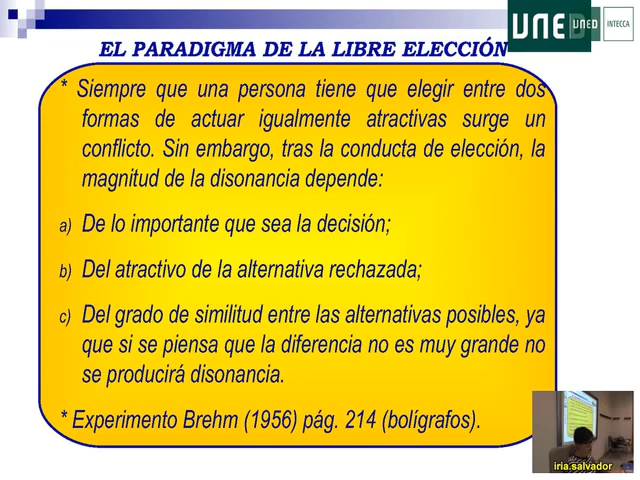 UNED UNED INTECCA
EL PARADIGMA DE LA LIBRE ELECCIÓN
* Siempre que una persona tiene que elegir entre dos
formas de actuar igualmente atractivas surge un
conflicto. Sin embargo, tras la conducta de elección, la
magnitud de la disonancia depende:
a) De lo importante que sea la decisión;
b) Del atractivo de la alternativa rechazada;
c) Del grado de similitud entre las alternativas posibles, ya
que si se piensa que la diferencia no es muy grande no
se producirá disonancia.
* Experimento Brehm (1956) pág. 214 (bolígrafos).
iria.salvador